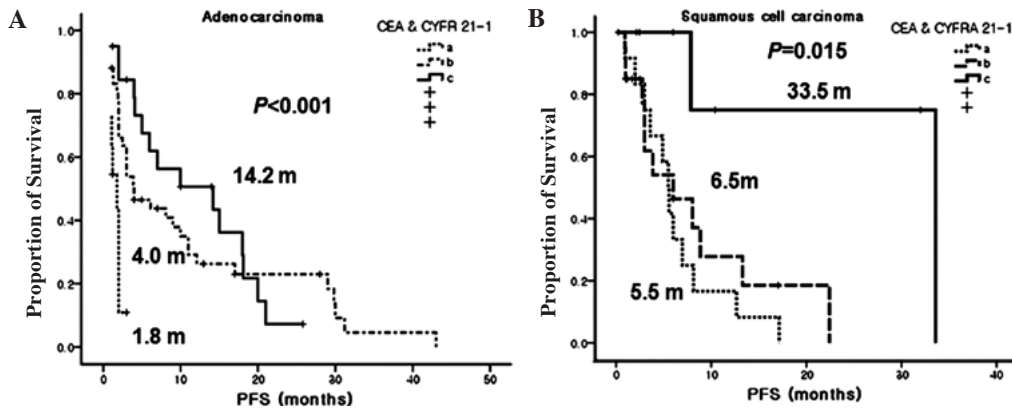 A
Adenocarcinoma
CEA & CYFR 21-1
a
b
c
P<0.001
14.2 m
4.0 m
1.8 m
Proportion of Survival
1.0
0.8
0.6
0.4
0.2
0.0
0 10 20 30 40 50
PFS (months)
B
Squamous cell carcinoma
CEA & CYFRA 21-1
a
b
c
P=0.015
33.5 m
6.5m
5.5 m
Proportion of Survival
1.0
0.8
0.6
0.4
0.2
0.0
0 10 20 30 40
PFS (months)